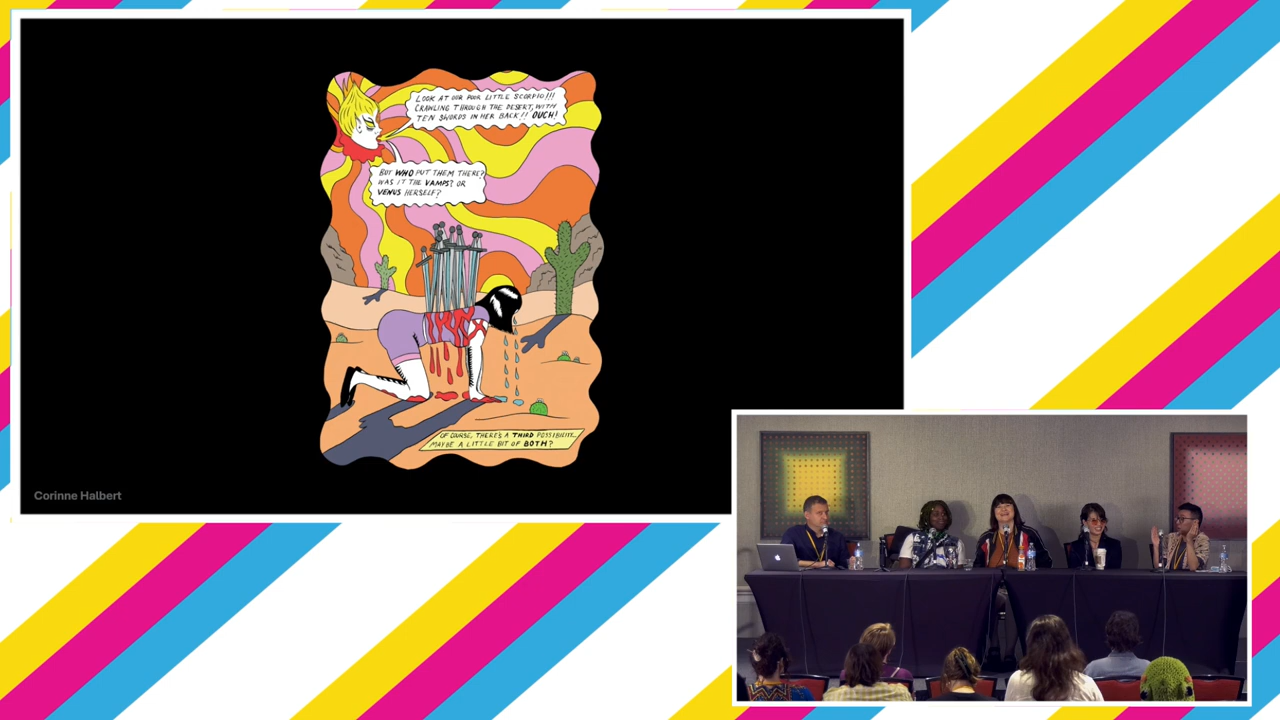 LOOK AT OUR POOR LITTLE SCORPIO!!!
CRAWLING THROUGH THE DESERT, WITH
TEN SWORDS IN HER BACK!! OUCH!
BUT WHO PUT THEM THERE?
WAS IT THE VAMPS? OR
VENUS HERSELF?
OF COURSE, THERE'S A THIRD POSSIBILITY...
MAYBE A LITTLE BIT OF BOTH?
Corinne Halbert